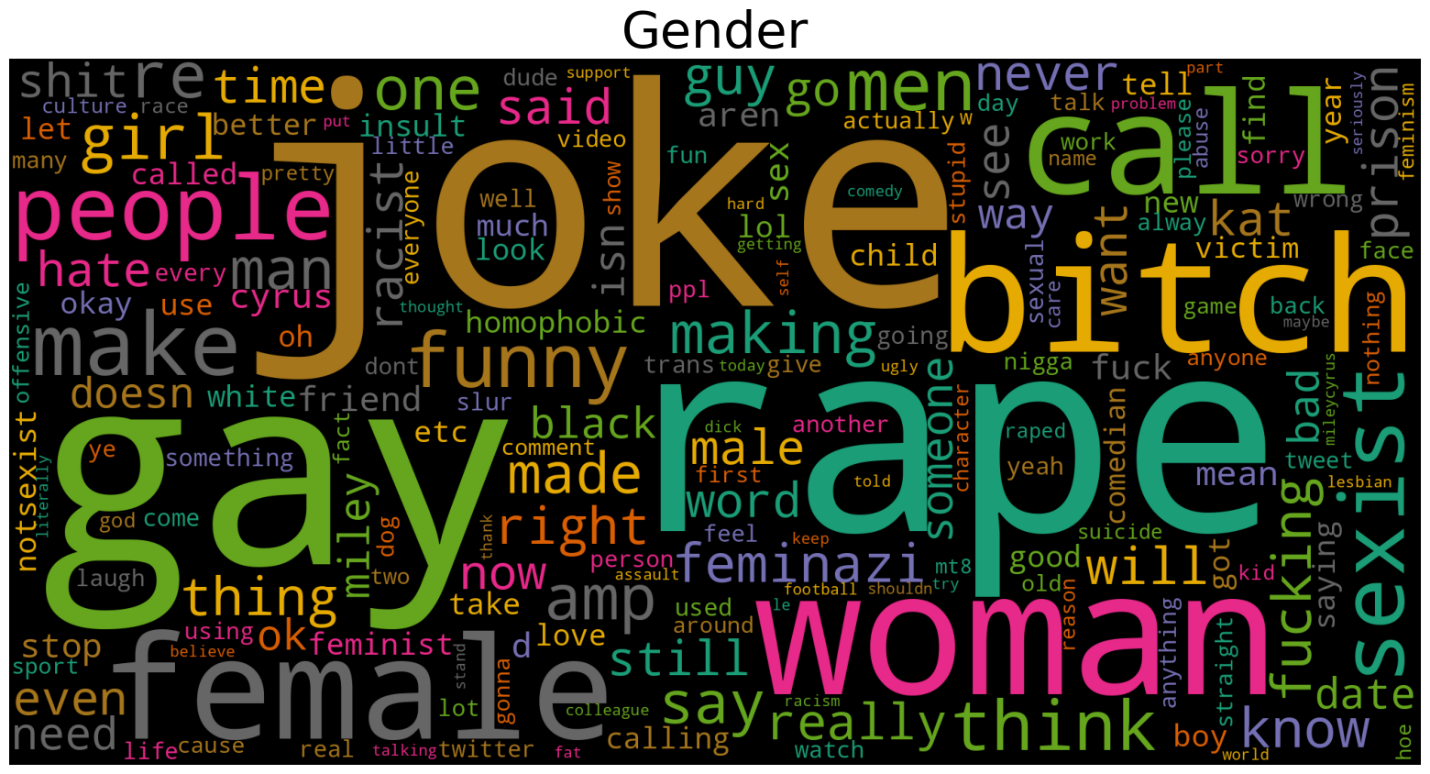 Gender
shit
re
time
one
dude
support
said
guy
go
men
never
tell
part
culture
race
put
insult
aren
actually
w
day
talk
problem
year
seriously
let
girl
better
little
video
fun
sex
stupid
see
call
work
name
please
abuse
find
sorry
feminism
prison
many
called
pretty
racist
everyone
joke
well
much
look
isn
show
hard
lol
getting
comedy
child
way
new
alway
wrong
kat
people
hate
every
man
cyrus
ppl
self
bitch
sexual
care
want
victim
face
okay
use
offensive
oh
thought
homophobic
making
going
game
back
maybe
nothing
make
funny
dont
trans
today
give
ugly
nigga
fuck
anyone
sexist
mileycyrus
doesn
white
friend
slur
gay
rape
someone
character
bad
notsexist
literally
ye
something
fact
etc
comment
black
dick
male
another
raped
yeah
comedian
mean
tweet
lesbian
god
come
miley
made
first
told
word
laugh
dog
thank
right
feel
keep
suicide
fucking
saying
thing
two
now
person
assault
feminazi
football
shouldn
mt8
try
good
old
will
got
kid
take
amp
used
around
le
woman
reason
anything
straight
stop
using
believe
ok
feminist
d
love
still
sport
female
stand
gonna
lot
colleague
say
racism
really
think
date
even
need
know
boy
hoe
life
cause
real
talking
twitter
fat
calling
watch
world